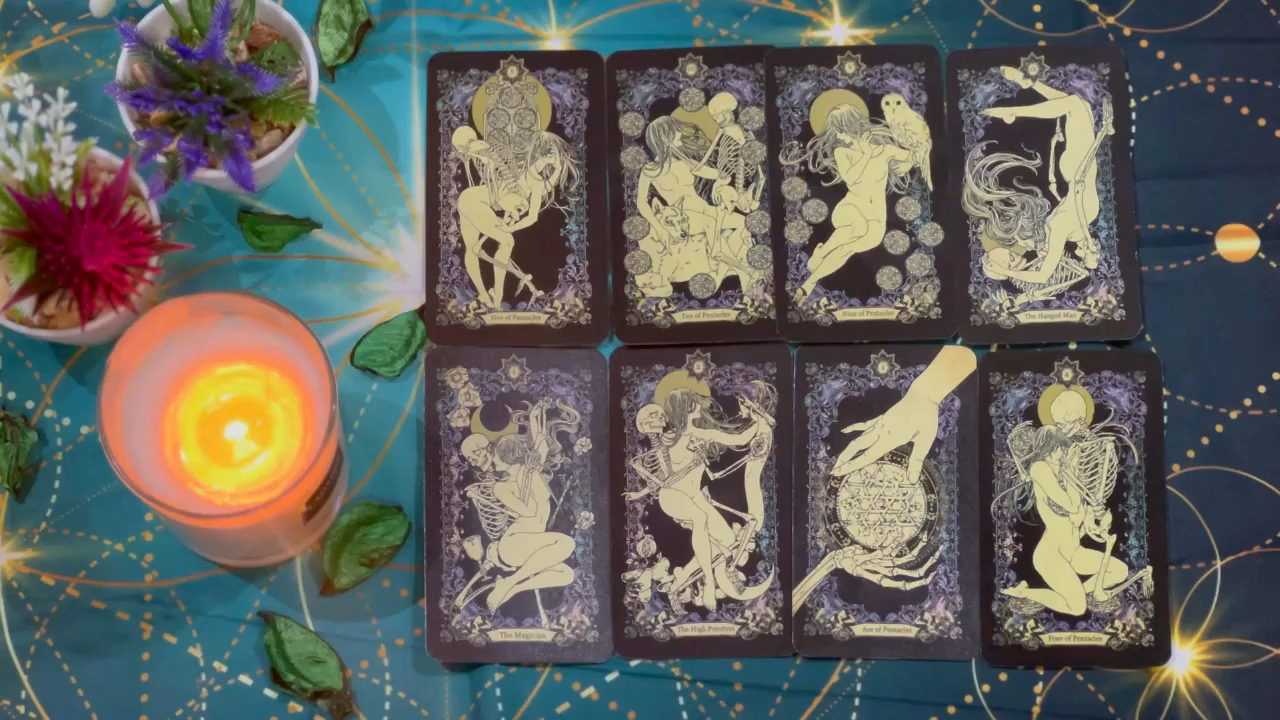 Five of Pentacles
Ten of Pentacles
Nine of Pentacles
The Hanged Man
The Magician
The High Priestess
Ace of Pentacles
Four of Pentacles